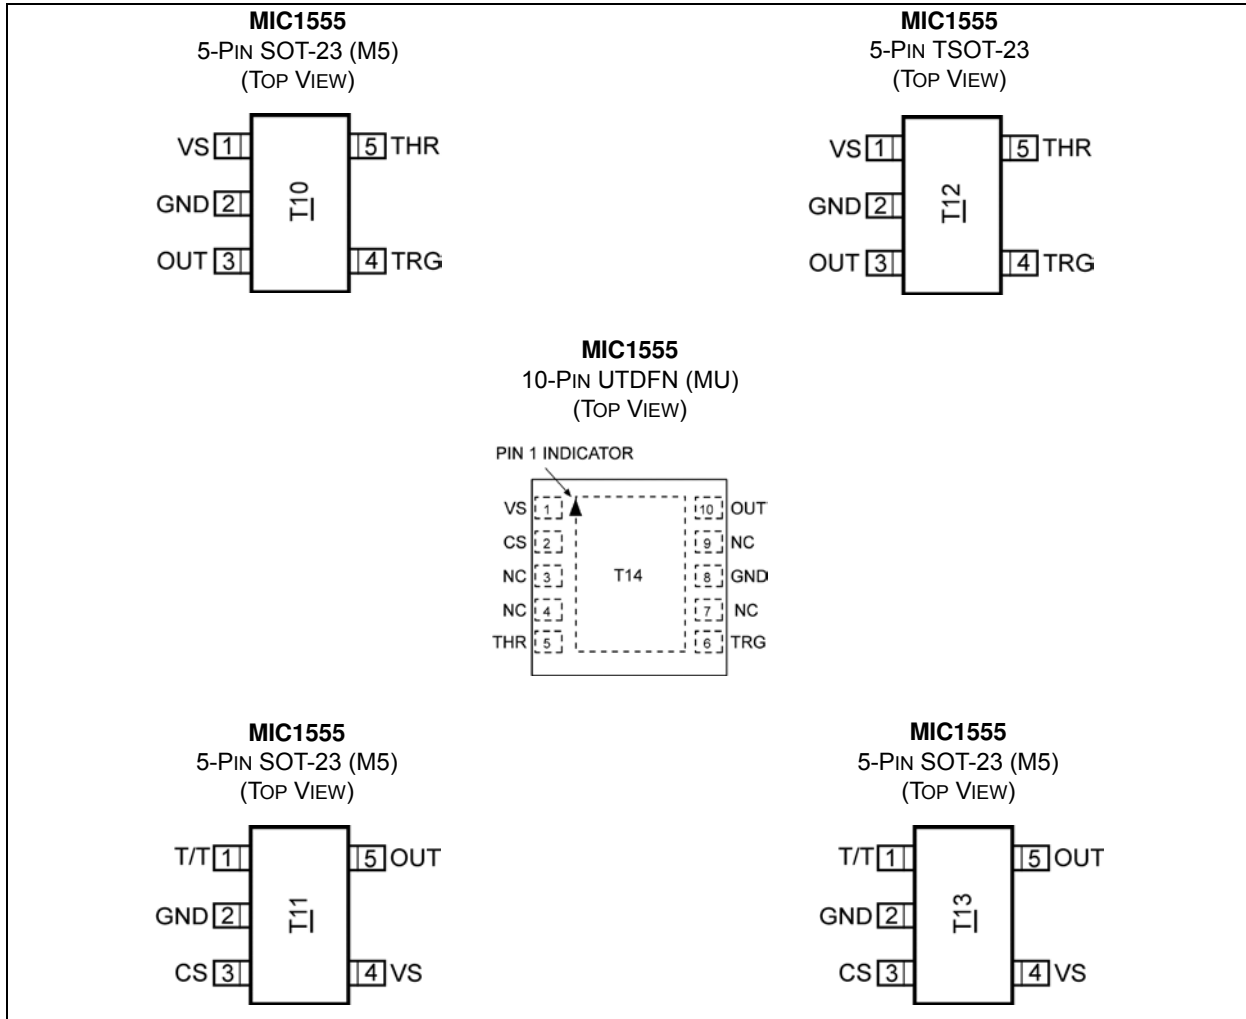 MIC1555
5-PIN SOT-23 (M5)
(TOP VIEW)
VS 1
5 THR
GND 2
T10
OUT 3
4 TRG
MIC1555
5-PIN TSOT-23
(TOP VIEW)
VS 1
5 THR
GND 2
T12
OUT 3
4 TRG
MIC1555
10-PIN UTDFN (MU)
(TOP VIEW)
PIN 1 INDICATOR
VS 1
10 OUT
CS 2
9 NC
NC 3
T14
8 GND
NC 4
7 NC
THR 5
6 TRG
MIC1555
5-PIN SOT-23 (M5)
(TOP VIEW)
T/T 1
5 OUT
GND 2
T11
CS 3
4 VS
MIC1555
5-PIN SOT-23 (M5)
(TOP VIEW)
T/T 1
5 OUT
GND 2
T13
CS 3
4 VS